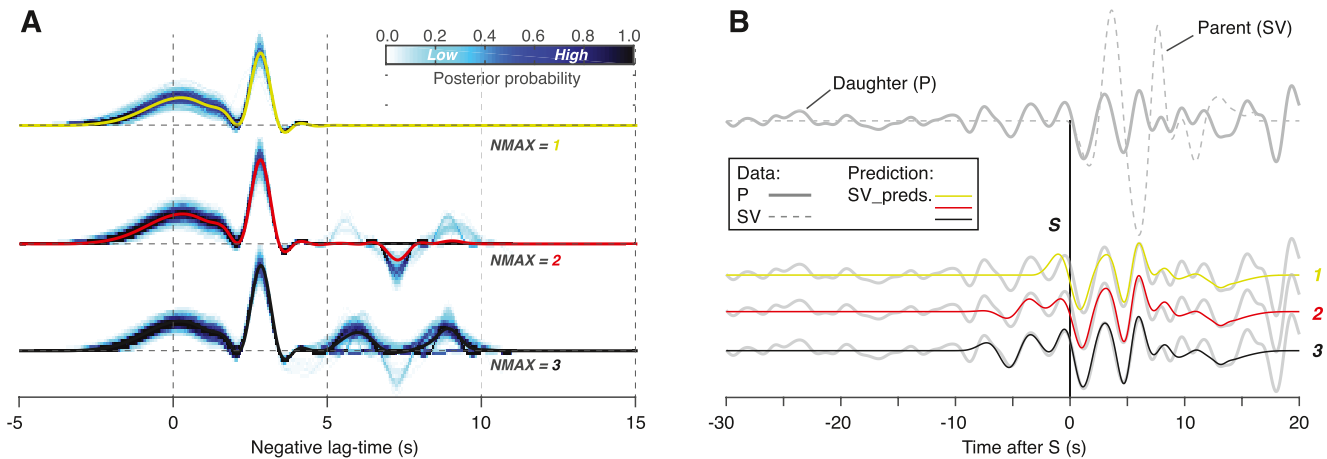 A
0.0 0.2 0.4 0.6 0.8 1.0
Low High
Posterior probability
NMAX = 1
NMAX = 2
NMAX = 3
-5 0 5 10 15
Negative lag-time (s)
B
Parent (SV)
Daughter (P)
Data: Prediction:
P SV_preds.
SV
S
1
2
3
-30 -20 -10 0 10 20
Time after S (s)